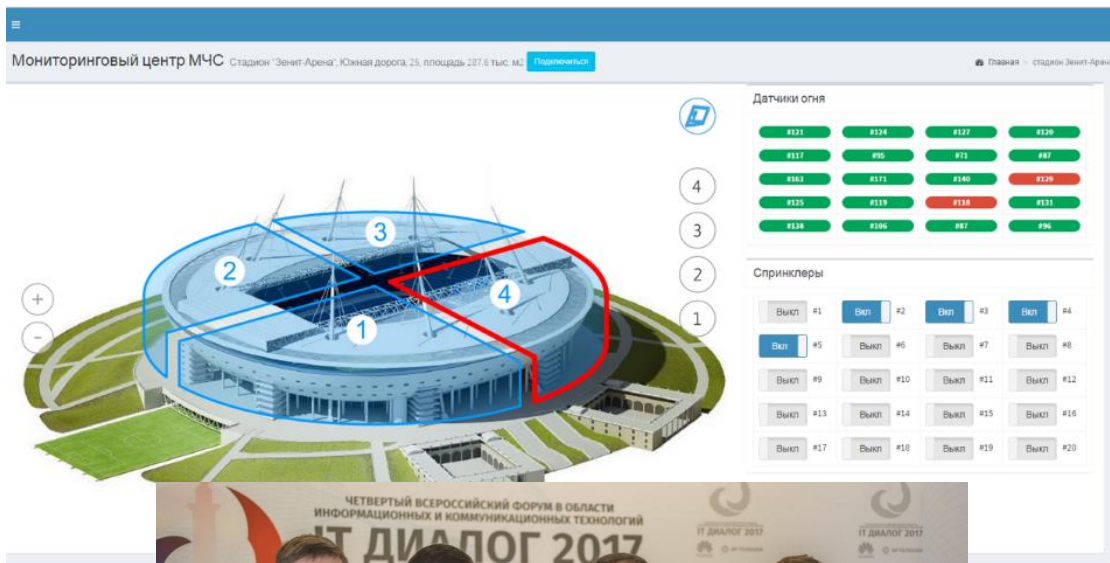 Мониторинговый центр МЧС Стадион "Зенит-Арена", Южная дорога, 25, площадь 287.6 тыс. м2 Подключиться
Главная > стадион Зенит-Арена
Датчики огня
#121 #124 #127 #120
#117 #95 #71 #87
#163 #171 #140 #129
#125 #119 #118 #131
#138 #106 #87 #96
4
3
2
1
3
2
4
1
Спринклеры
Выкл #1 Вкл #2 Вкл #3 Вкл #4
Вкл #5 Выкл #6 Выкл #7 Выкл #8
Выкл #9 Выкл #10 Выкл #11 Выкл #12
Выкл #13 Выкл #14 Выкл #15 Выкл #16
Выкл #17 Выкл #18 Выкл #19 Выкл #20
ЧЕТВЕРТЫЙ ВСЕРОССИЙСКИЙ ФОРУМ В ОБЛАСТИ
ИНФОРМАЦИОННЫХ И КОММУНИКАЦИОННЫХ ТЕХНОЛОГИЙ
IT ДИАЛОГ 2017
IT ДИАЛОГ 2017
IT ДИАЛОГ 2017